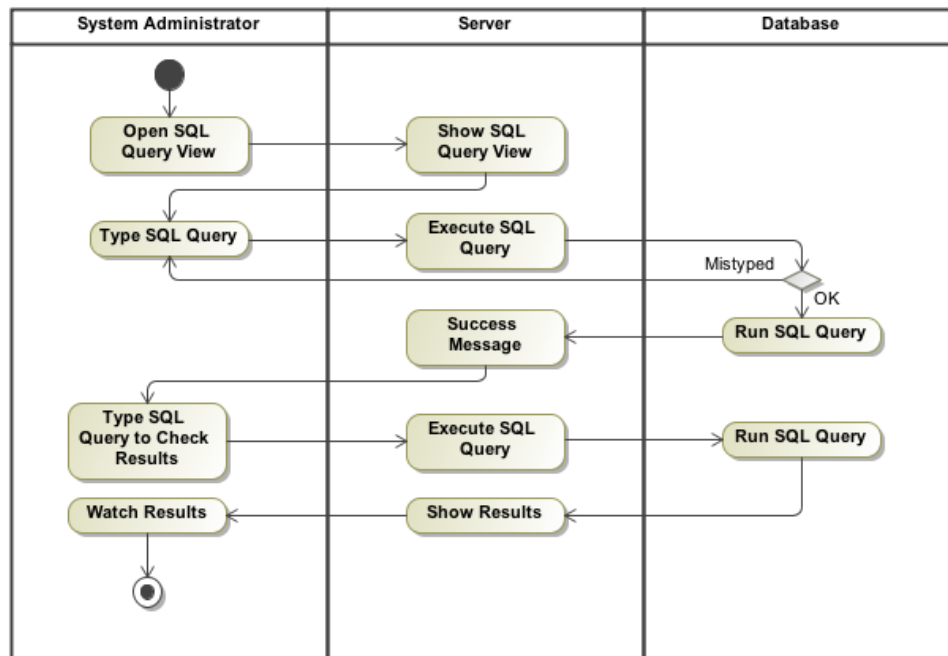 System Administrator
Server
Database
Open SQL
Query View
Show SQL
Query View
Type SQL Query
Execute SQL
Query
Mistyped
OK
Success
Message
Run SQL Query
Type SQL
Query to Check
Results
Execute SQL
Query
Run SQL Query
Watch Results
Show Results